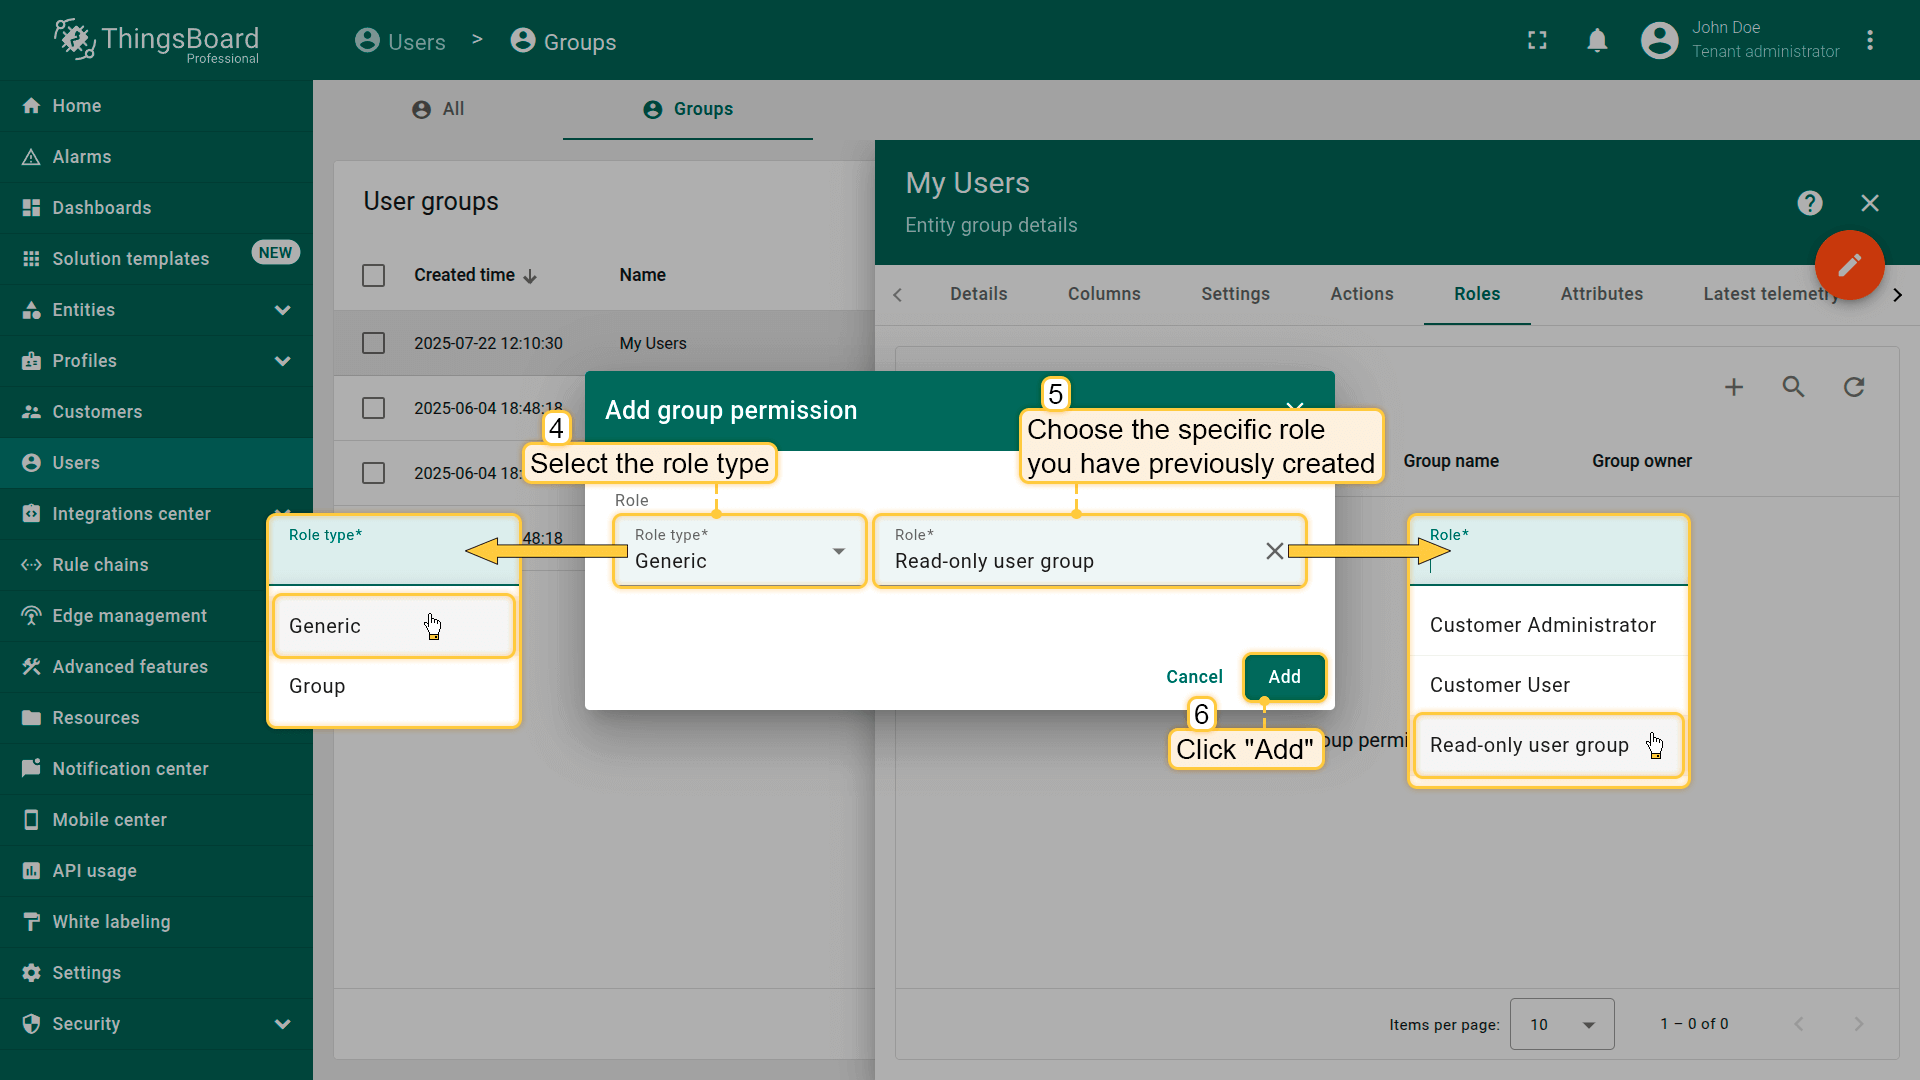 ThingsBoard
Professional
Users > Groups
John Doe
Tenant administrator
Home
Alarms
Dashboards
Solution templates
NEW
Entities
Profiles
Customers
Users
Integrations center
Rule chains
Edge management
Advanced features
Resources
Notification center
Mobile center
API usage
White labeling
Settings
Security
All
Groups
User groups
Created time
Name
2025-07-22 12:10:30
My Users
2025-06-04 18:48:18
2025-06-04 18:
48:18
My Users
Entity group details
Details
Columns
Settings
Actions
Roles
Attributes
Latest telemetry
Group name
Group owner
Add group permission
4
Select the role type
5
Choose the specific role
you have previously created
Role
Role type*
Generic
Role*
Read-only user group
Cancel
Add
6
Click "Add"
oup permi
Role type*
Generic
Group
Role*
Customer Administrator
Customer User
Read-only user group
Items per page:
10
1 – 0 of 0